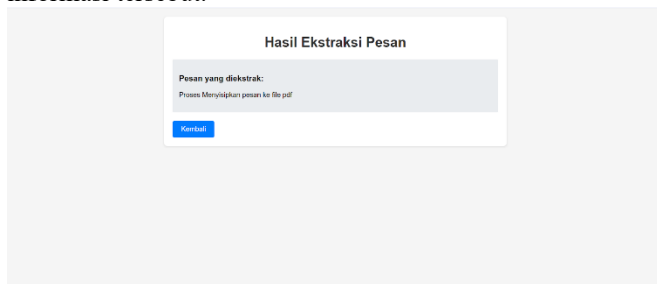 Hasil Ekstraksi Pesan
Pesan yang diekstrak:
Proses Menyisipkan pesan ke file pdf
Kembali